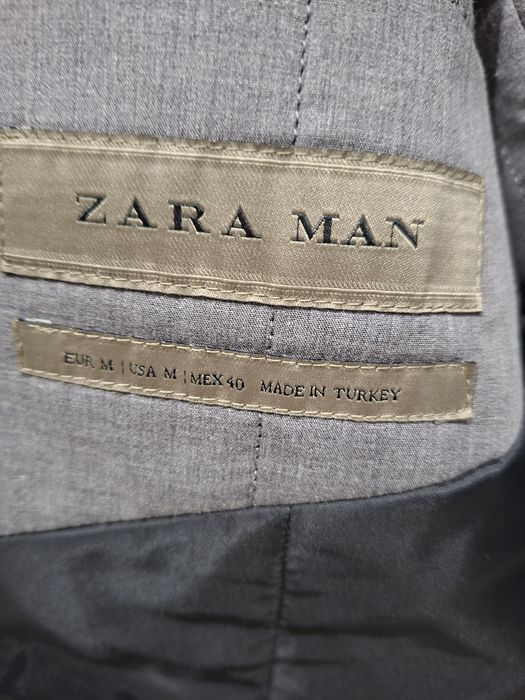 ZARA MAN
EUR M | USA M | MEX 40 MADE IN TURKEY